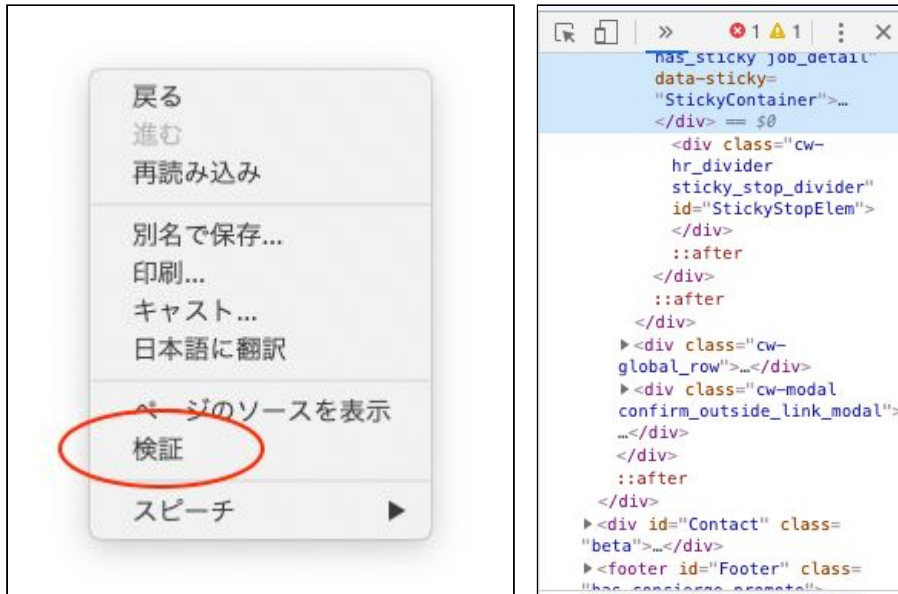 戻る
進む
再読み込み
別名で保存...
印刷...
キャスト...
日本語に翻訳
ページのソースを表示
検証
スピーチ ▶
» 1 1
has_sticky job_detail"
data-sticky=
"StickyContainer">…
</div> == $0
<div class="cw-
hr_divider
sticky_stop_divider"
id="StickyStopElem">
</div>
::after
</div>
::after
</div>
▶<div class="cw-
global_row">…</div>
▶<div class="cw-modal
confirm_outside_link_modal">
…</div>
</div>
::after
</div>
▶<div id="Contact" class=
"beta">…</div>
▶<footer id="Footer" class=
"has_concierge_promote">